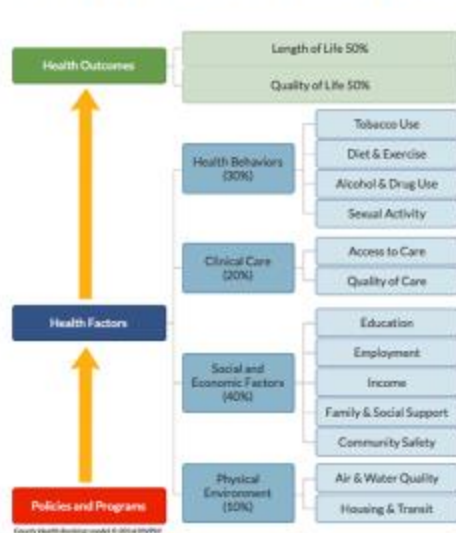 Health Outcomes
Length of Life 50%
Quality of Life 50%
Health Behaviors
(30%)
Tobacco Use
Diet & Exercise
Alcohol & Drug Use
Sexual Activity
Clinical Care
(20%)
Access to Care
Quality of Care
Health Factors
Social and
Economic Factors
(40%)
Education
Employment
Income
Family & Social Support
Community Safety
Physical
Environment
(10%)
Air & Water Quality
Housing & Transit
Policies and Programs